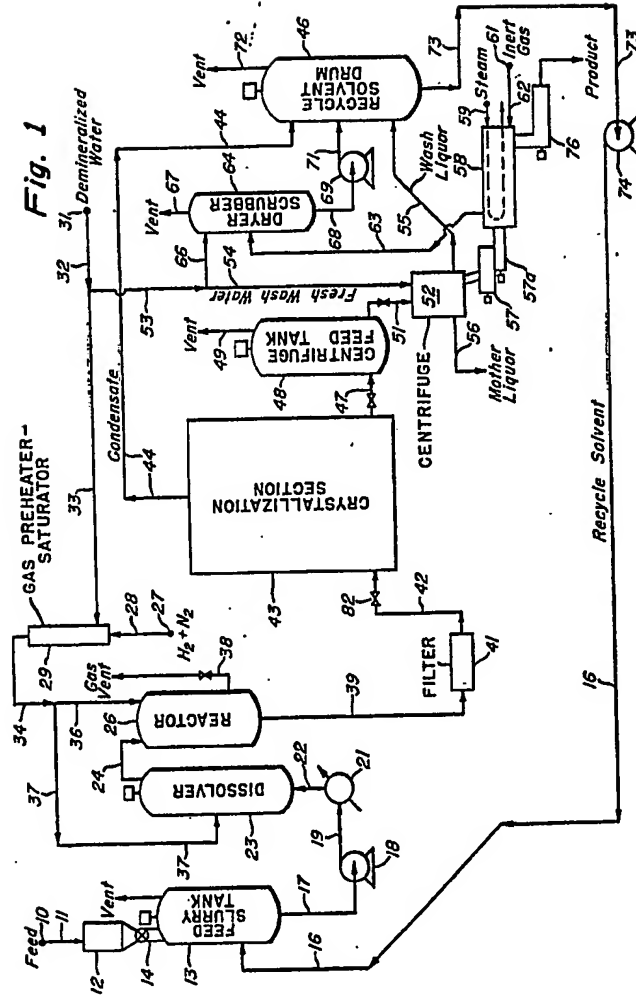 Fig. 1
Feed
10
11
12
14
Vent
13
FEED
SLURRY
TANK
16
17
18
19
21
22
DISSOLVER
23
24
37
37
34
36
26
REACTOR
Gas
Vent
38
39
GAS PREHEATER-
SATURATOR
29
28
27
H2+N2
33
32
31
Demineralized
Water
FILTER
41
42
82
43
CRYSTALLIZATION
SECTION
44
Condensate
44
44
47
48
CENTRIFUGE
FEED TANK
Vent
49
51
CENTRIFUGE
52
53
54
Fresh Wash Water
56
Mother
Liquor
57
57a
55
Wash
Liquor
63
66
Vent
67
64
DRYER
SCRUBBER
68
69
71
Vent
72
46
RECYCLE
SOLVENT
DRUM
73
58
59
Steam
61
Inert
Gas
62
76
Product
73
74
Recycle Solvent
16